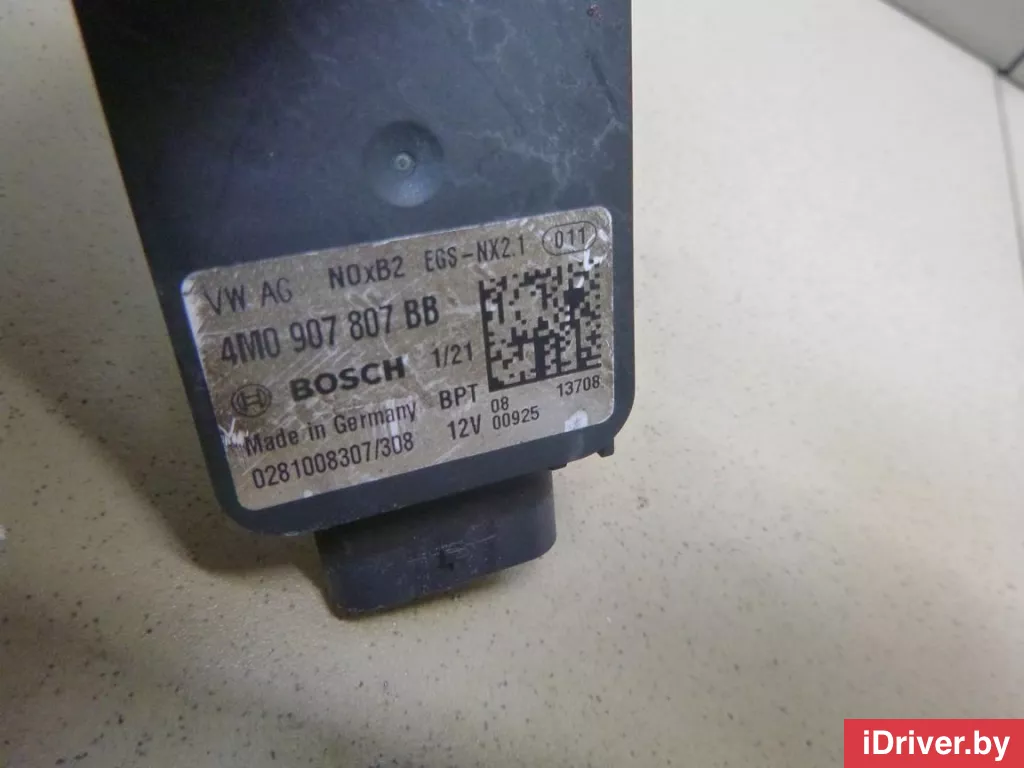 VW AG NOxB2 EGS-NX2.1 011
4M0 907 807 BB
BOSCH 1/21
Made in Germany BPT 08 13708
0281008307/308 12V 00925
iDriver.by